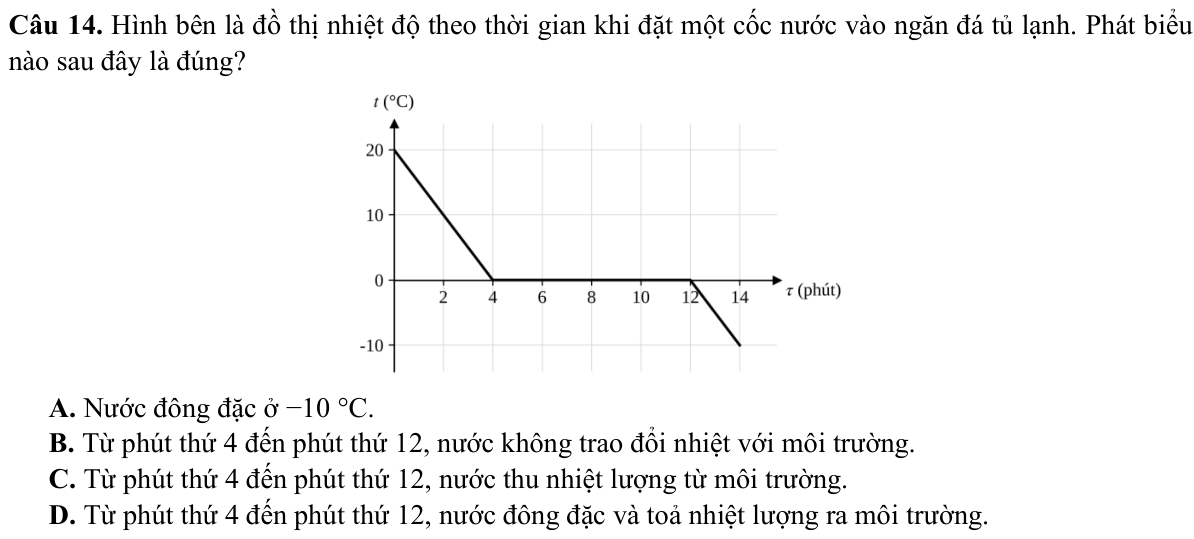 Câu 14. Hình bên là đồ thị nhiệt độ theo thời gian khi đặt một cốc nước vào ngăn đá tủ lạnh. Phát biểu
nào sau đây là đúng?
t (°C)
20
10
0
2 4 6 8 10 12 14
τ (phút)
-10
A. Nước đông đặc ở −10 °C.
B. Từ phút thứ 4 đến phút thứ 12, nước không trao đổi nhiệt với môi trường.
C. Từ phút thứ 4 đến phút thứ 12, nước thu nhiệt lượng từ môi trường.
D. Từ phút thứ 4 đến phút thứ 12, nước đông đặc và toả nhiệt lượng ra môi trường.